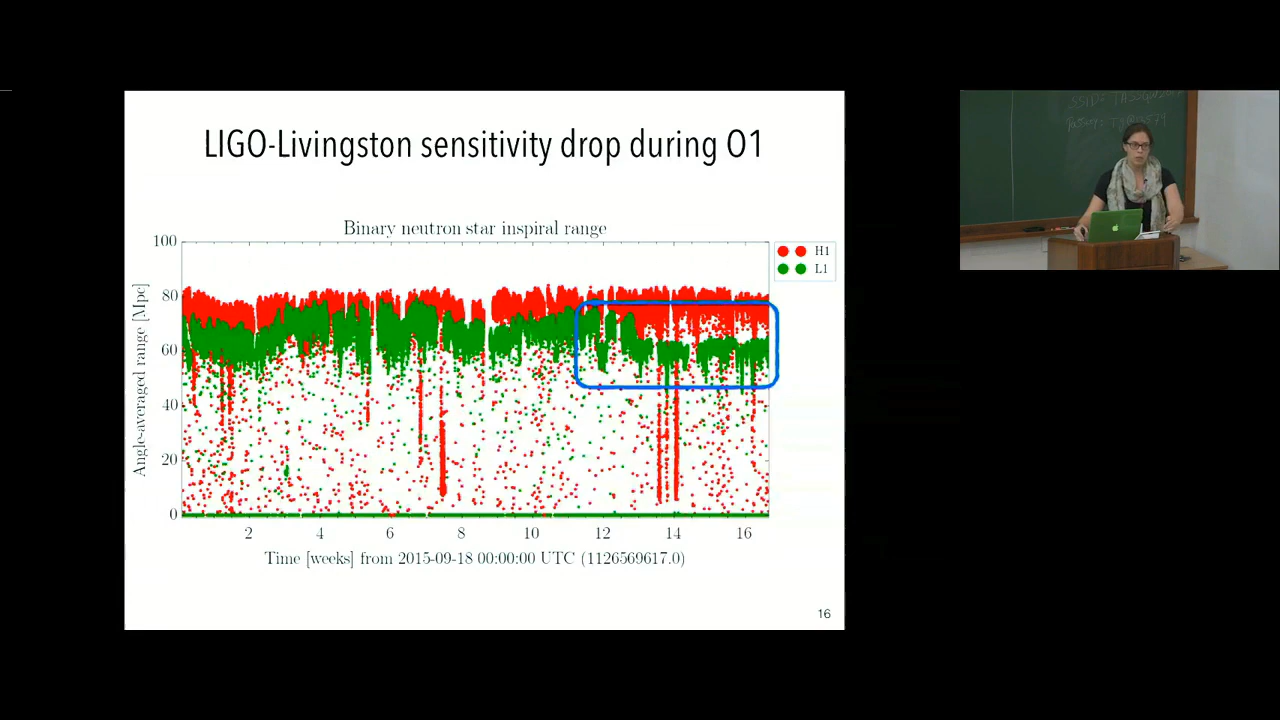 LIGO-Livingston sensitivity drop during O1
Binary neutron star inspiral range
100
80
60
40
20
0
Angle-averaged range [Mpc]
H1
L1
2 4 6 8 10 12 14 16
Time [weeks] from 2015-09-18 00:00:00 UTC (1126569617.0)
16
SSID: